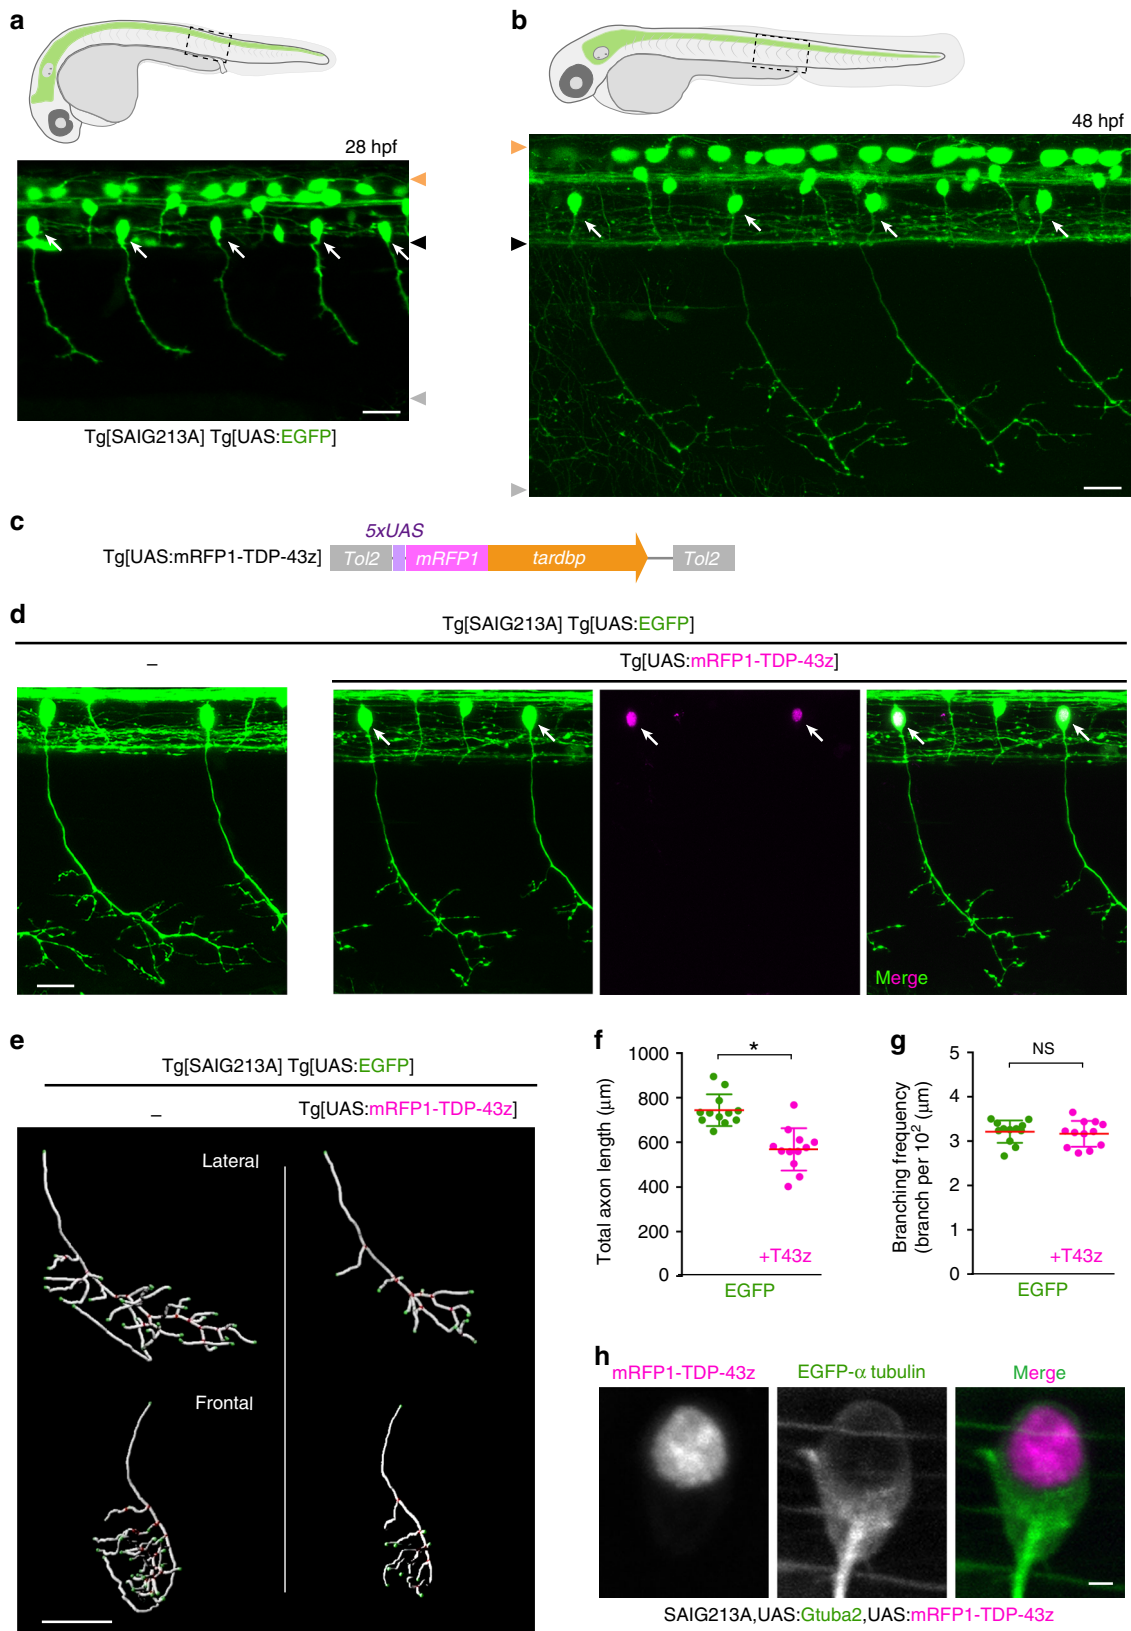 a
28 hpf
Tg[SAIG213A] Tg[UAS:EGFP]
b
48 hpf
c
5xUAS
Tg[UAS:mRFP1-TDP-43z]
Tol2
mRFP1
tardbp
Tol2
d
Tg[SAIG213A] Tg[UAS:EGFP]
–
Tg[UAS:mRFP1-TDP-43z]
Merge
e
Tg[SAIG213A] Tg[UAS:EGFP]
–
Tg[UAS:mRFP1-TDP-43z]
Lateral
Frontal
f
Total axon length (µm)
1000
800
600
400
200
0
*
+T43z
EGFP
g
Branching frequency
(branch per 10² (µm)
5
4
3
2
1
0
NS
+T43z
EGFP
h
mRFP1-TDP-43z
EGFP-α tubulin
Merge
SAIG213A,UAS:Gtuba2,UAS:mRFP1-TDP-43z